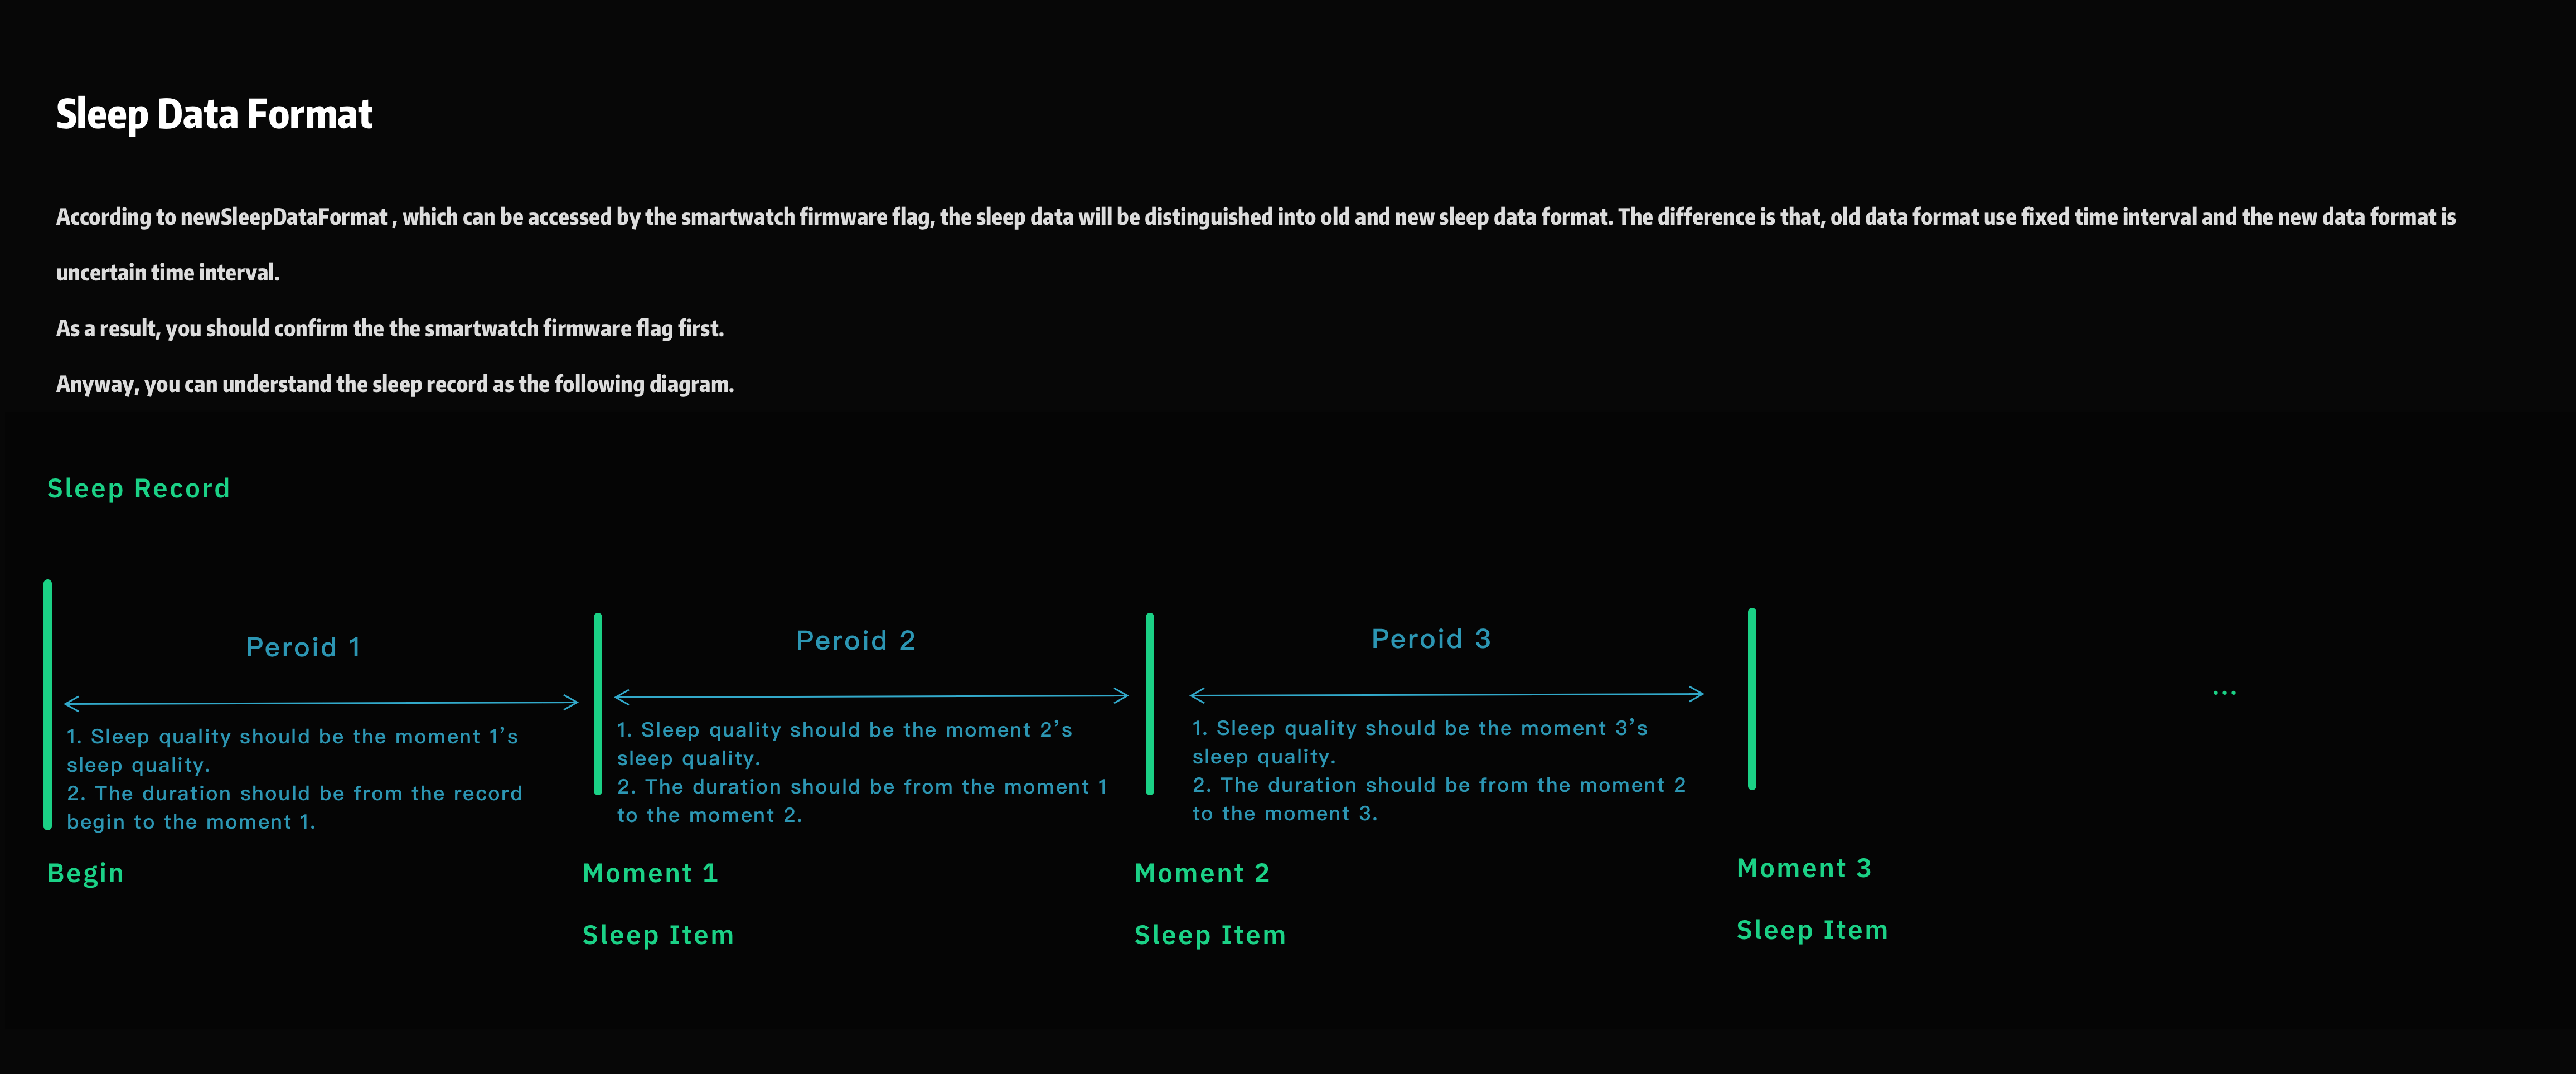 Sleep Data Format
According to newSleepDataFormat , which can be accessed by the smartwatch firmware flag, the sleep data will be distinguished into old and new sleep data format. The difference is that, old data format use fixed time interval and the new data format is
uncertain time interval.
As a result, you should confirm the the smartwatch firmware flag first.
Anyway, you can understand the sleep record as the following diagram.
Sleep Record
Peroid 1
1. Sleep quality should be the moment 1’s
sleep quality.
2. The duration should be from the record
begin to the moment 1.
Peroid 2
1. Sleep quality should be the moment 2’s
sleep quality.
2. The duration should be from the moment 1
to the moment 2.
Peroid 3
1. Sleep quality should be the moment 3’s
sleep quality.
2. The duration should be from the moment 2
to the moment 3.
...
Begin
Moment 1
Sleep Item
Moment 2
Sleep Item
Moment 3
Sleep Item